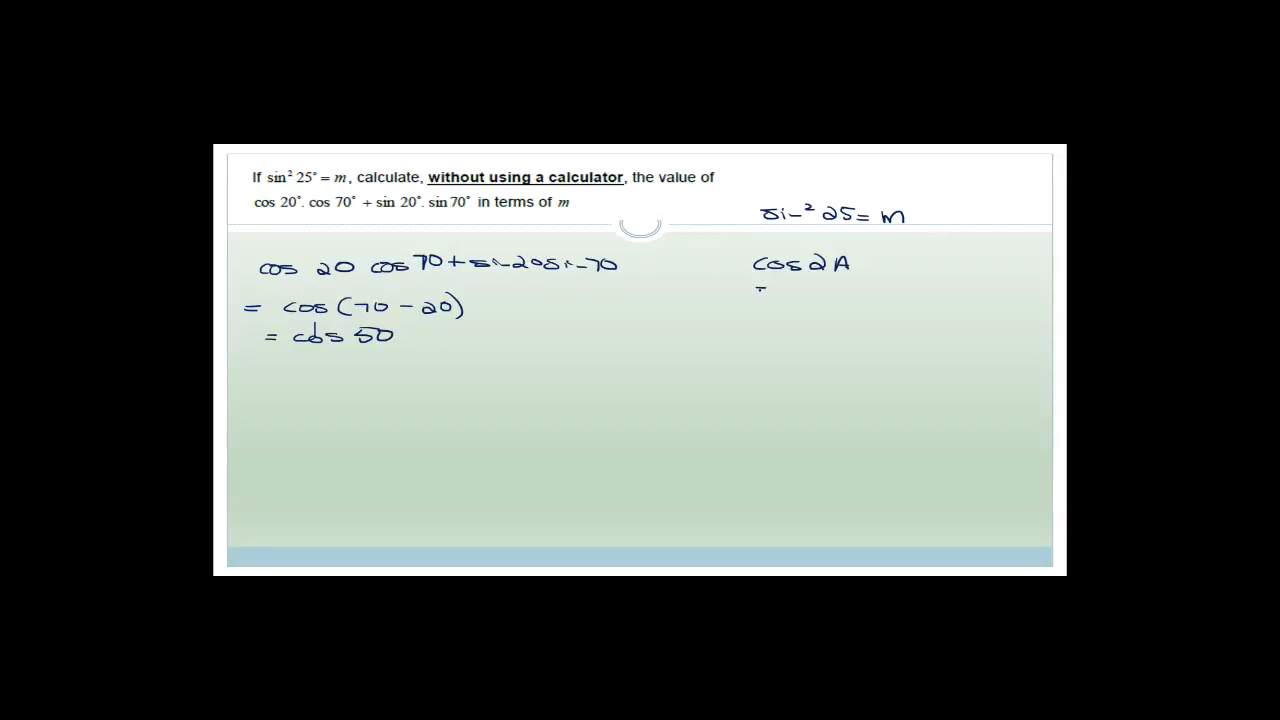 If sin² 25° = m, calculate, without using a calculator, the value of
cos 20°. cos 70° + sin 20°. sin 70° in terms of m
sin² 25 = m
cos 20 cos 70 + sin 20 sin 70
cos 2A
= cos (70 - 20)
=
= cos 50